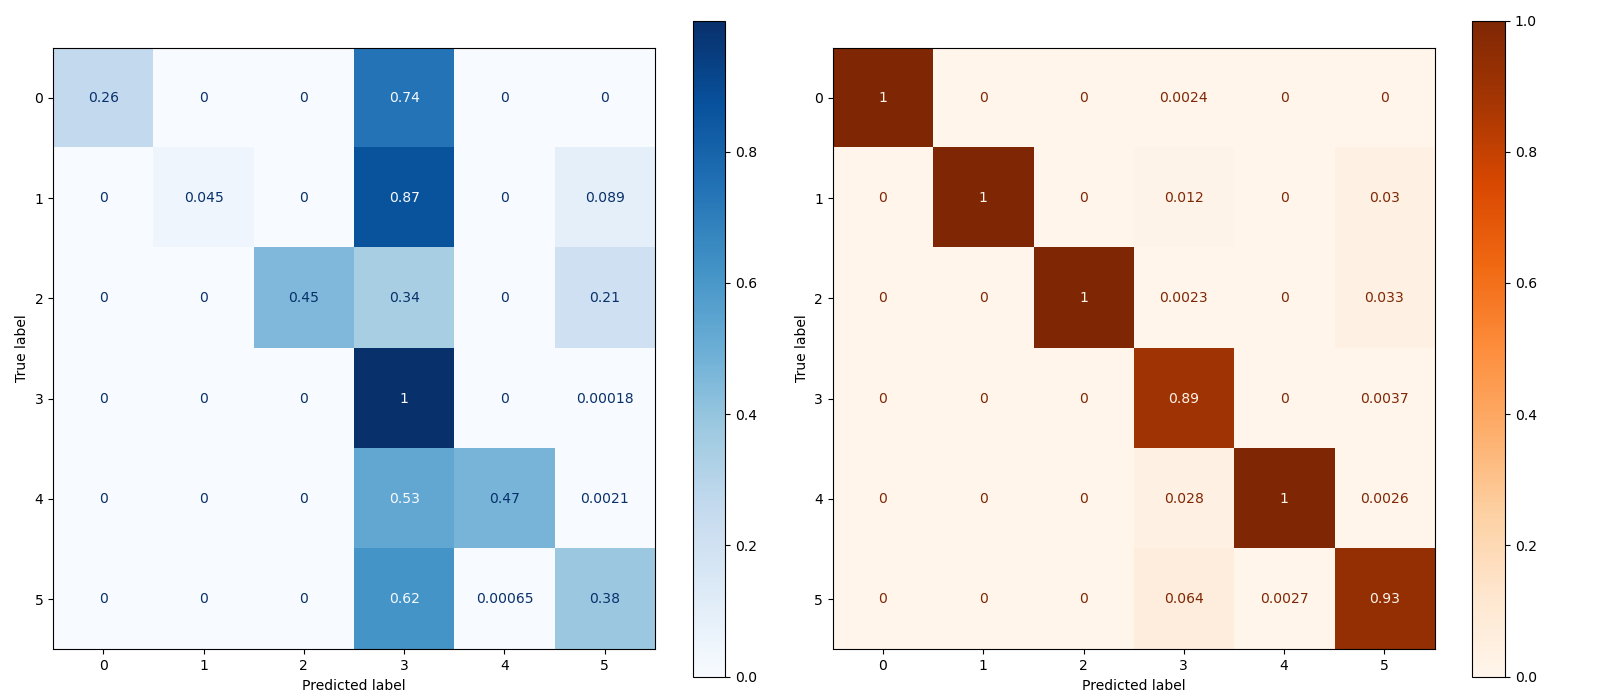 0 0.26 0 0 0.74 0 0
1 0 0.045 0 0.87 0 0.089
2 0 0 0.45 0.34 0 0.21
3 0 0 0 1 0 0.00018
4 0 0 0 0.53 0.47 0.0021
5 0 0 0 0.62 0.00065 0.38
0 1 2 3 4 5
True label
Predicted label
0.8
0.6
0.4
0.2
0.0
0 1 0 0 0.0024 0 0
1 0 1 0 0.012 0 0.03
2 0 0 1 0.0023 0 0.033
3 0 0 0 0.89 0 0.0037
4 0 0 0 0.028 1 0.0026
5 0 0 0 0.064 0.0027 0.93
0 1 2 3 4 5
True label
Predicted label
1.0
0.8
0.6
0.4
0.2
0.0